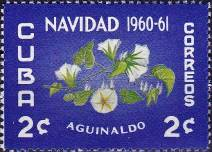 NAVIDAD 1960-61
CUBA
CORREOS
AGUINALDO
2¢
2¢